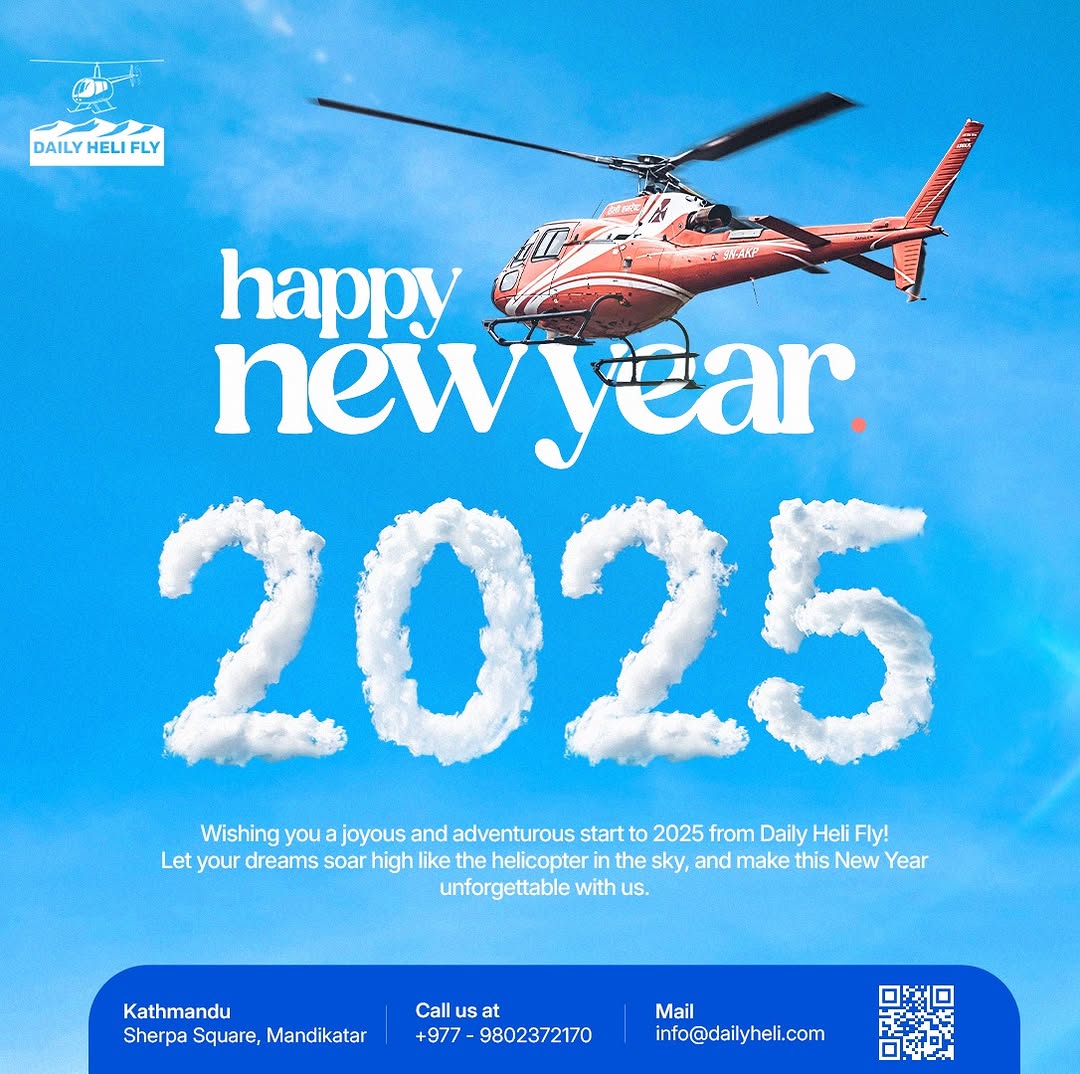 DAILY HELI FLY
9N-AKP
happy
new year.
2025
Wishing you a joyous and adventurous start to 2025 from Daily Heli Fly!
Let your dreams soar high like the helicopter in the sky, and make this New Year
unforgettable with us.
Kathmandu
Sherpa Square, Mandikatar
Call us at
+977 - 9802372170
Mail
info@dailyheli.com